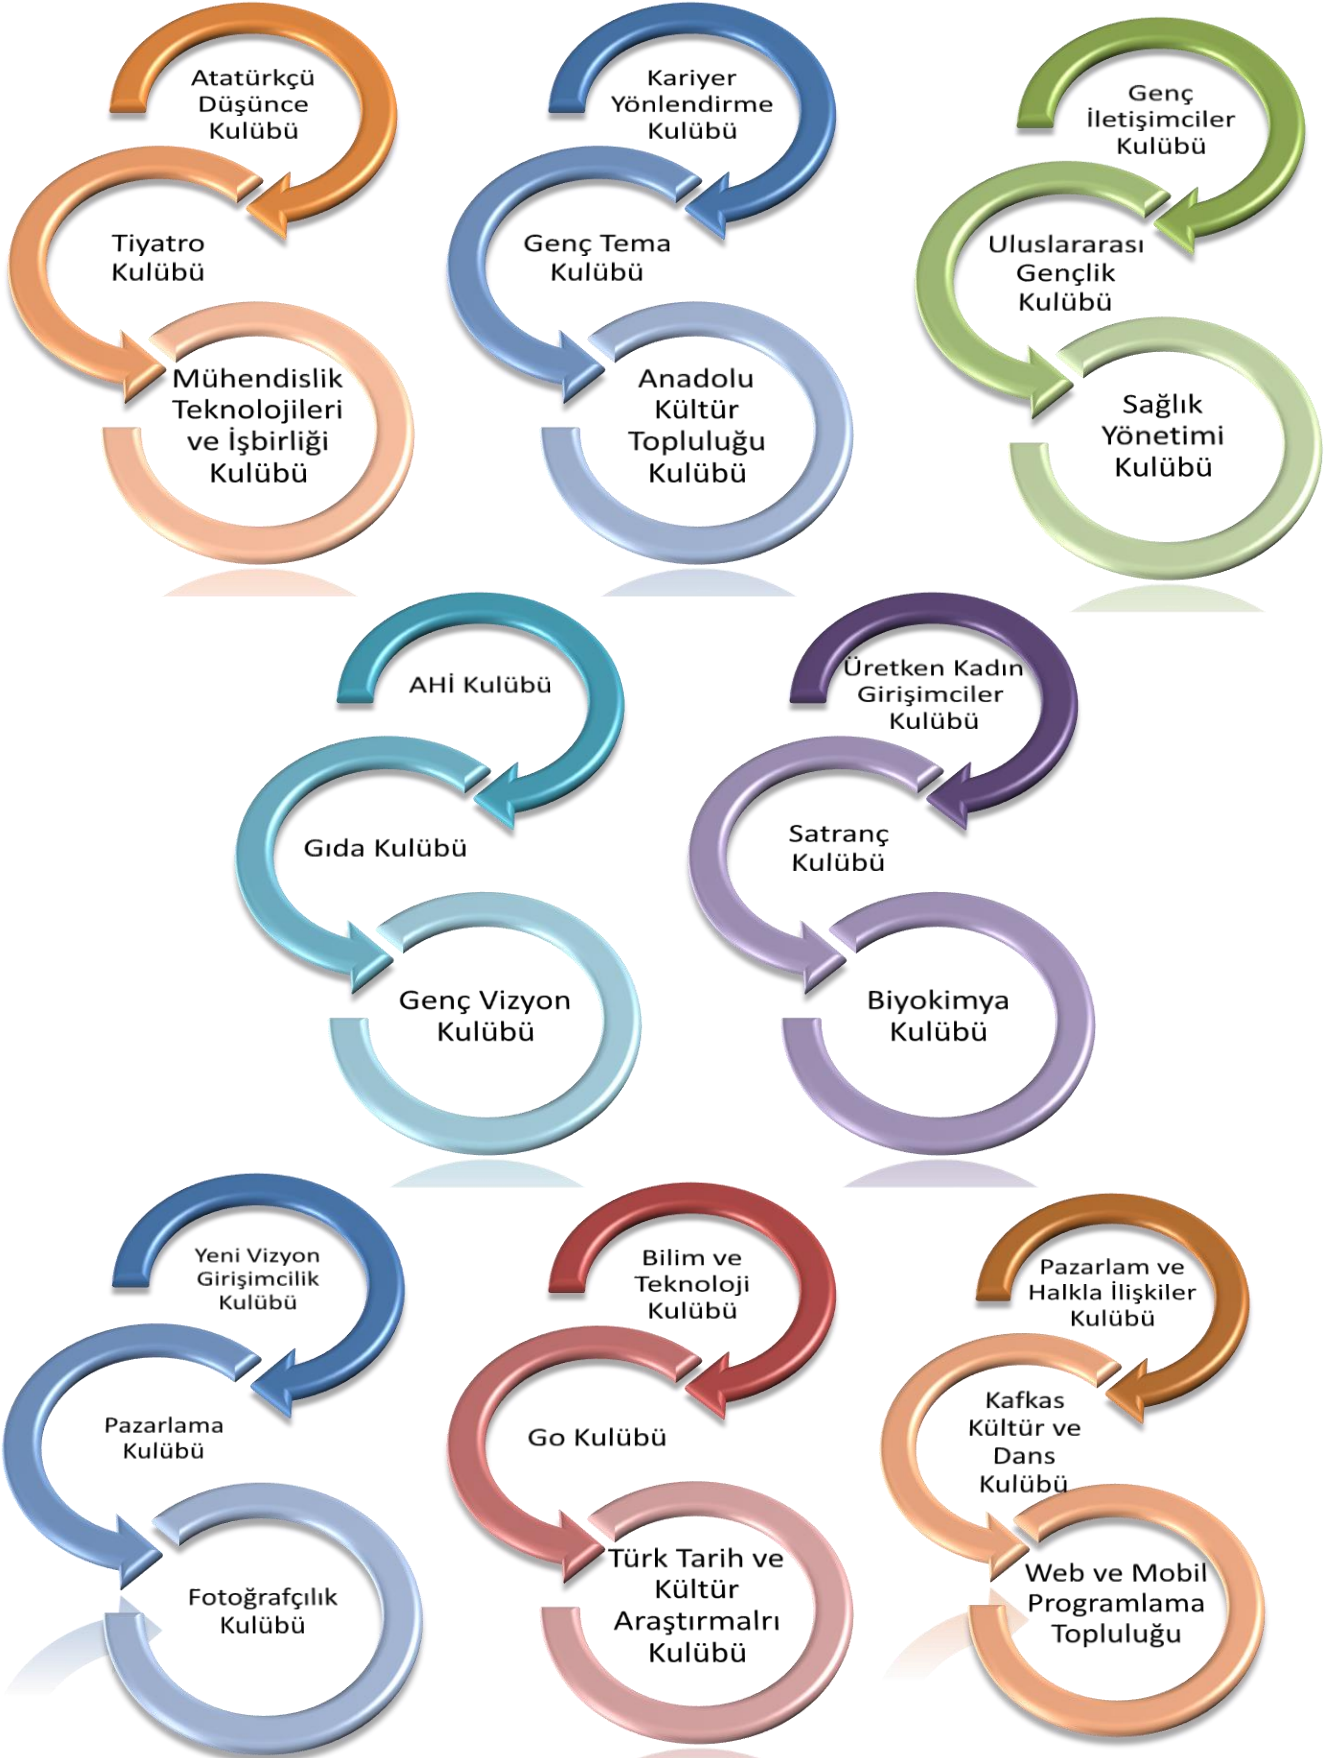 Atatürkçü
Düşünce
Kulübü
Tiyatro
Kulübü
Mühendislik
Teknolojileri
ve İşbirliği
Kulübü
Kariyer
Yönlendirme
Kulübü
Genç Tema
Kulübü
Anadolu
Kültür
Topluluğu
Kulübü
Genç
İletişimciler
Kulübü
Uluslararası
Gençlik
Kulübü
Sağlık
Yönetimi
Kulübü
AHİ Kulübü
Gıda Kulübü
Genç Vizyon
Kulübü
Üretken Kadın
Girişimciler
Kulübü
Satranç
Kulübü
Biyokimya
Kulübü
Yeni Vizyon
Girişimcilik
Kulübü
Pazarlama
Kulübü
Fotoğrafçılık
Kulübü
Bilim ve
Teknoloji
Kulübü
Go Kulübü
Türk Tarih ve
Kültür
Araştırmalrı
Kulübü
Pazarlam ve
Halkla İlişkiler
Kulübü
Kafkas
Kültür ve
Dans
Kulübü
Web ve Mobil
Programlama
Topluluğu